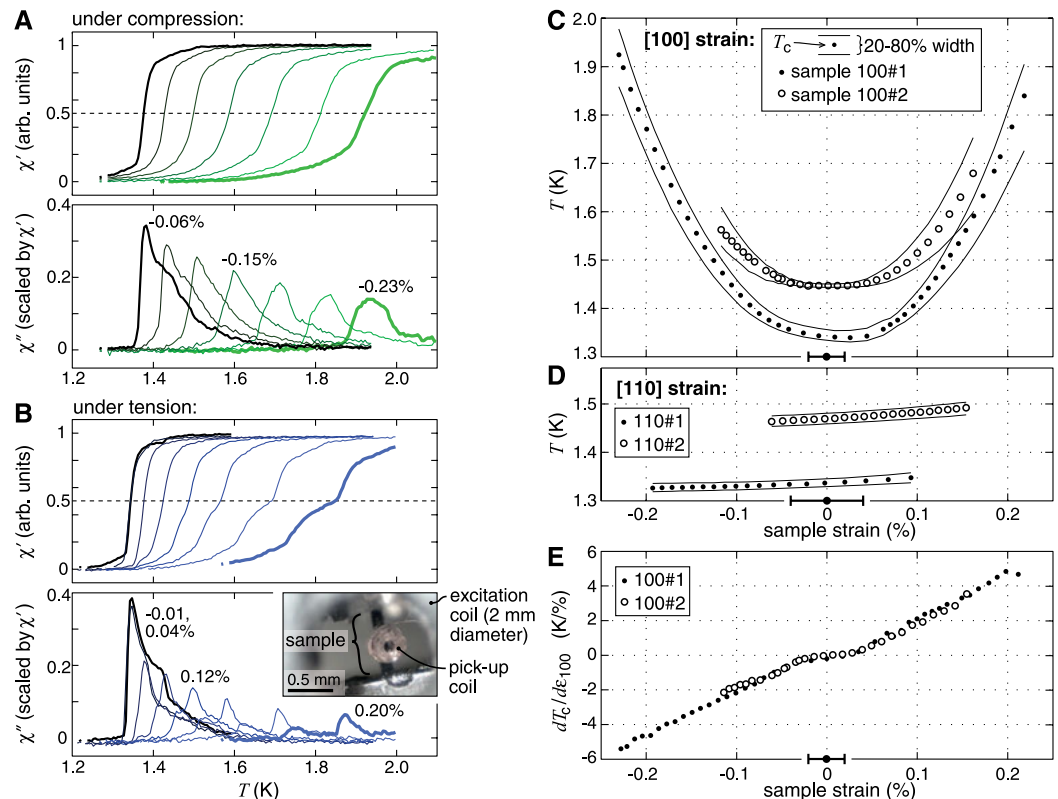 A under compression:
1
0.5
0
χ′ (arb. units)
0.4
0.2
0
χ″ (scaled by χ′)
-0.06%
-0.15%
-0.23%
1.2 1.4 1.6 1.8 2.0
B under tension:
1
0.5
0
χ′ (arb. units)
0.4
0.2
0
χ″ (scaled by χ′)
-0.01,
0.04%
0.12%
0.20%
sample
0.5 mm
excitation
coil (2 mm
diameter)
pick-up
coil
1.2 1.4 1.6 1.8 2.0
T (K)
C
[100] strain:
Tc 20-80% width
sample 100#1
sample 100#2
2.0
1.9
1.8
1.7
1.6
1.5
1.4
1.3
T (K)
D
[110] strain:
110#1
110#2
1.5
1.4
1.3
T (K)
-0.2 -0.1 0 0.1 0.2
sample strain (%)
E
100#1
100#2
6
4
2
0
-2
-4
-6
dTc/dε100 (K/%)
-0.2 -0.1 0 0.1 0.2
sample strain (%)